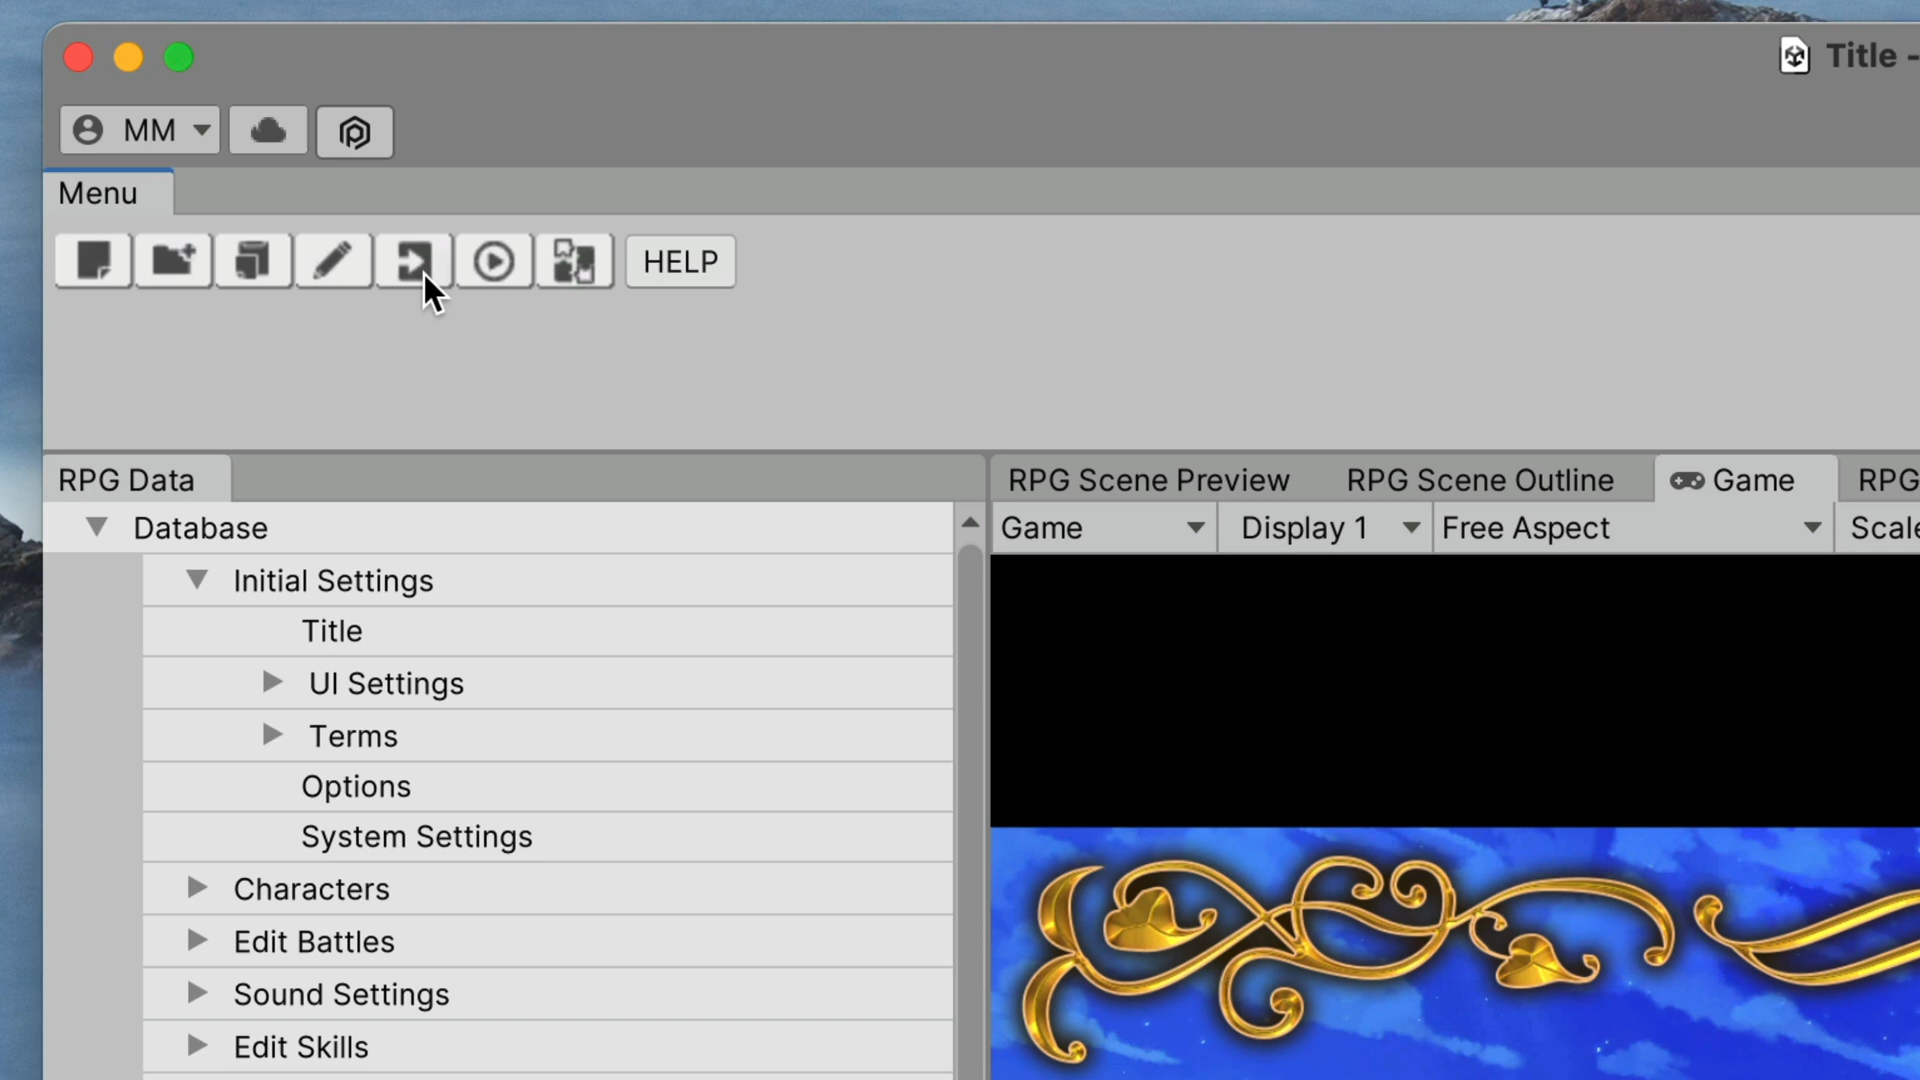 Title -
MM
Menu
HELP
RPG Data
RPG Scene Preview
RPG Scene Outline
Game
RPG
Database
Game
Display 1
Free Aspect
Scale
Initial Settings
Title
UI Settings
Terms
Options
System Settings
Characters
Edit Battles
Sound Settings
Edit Skills